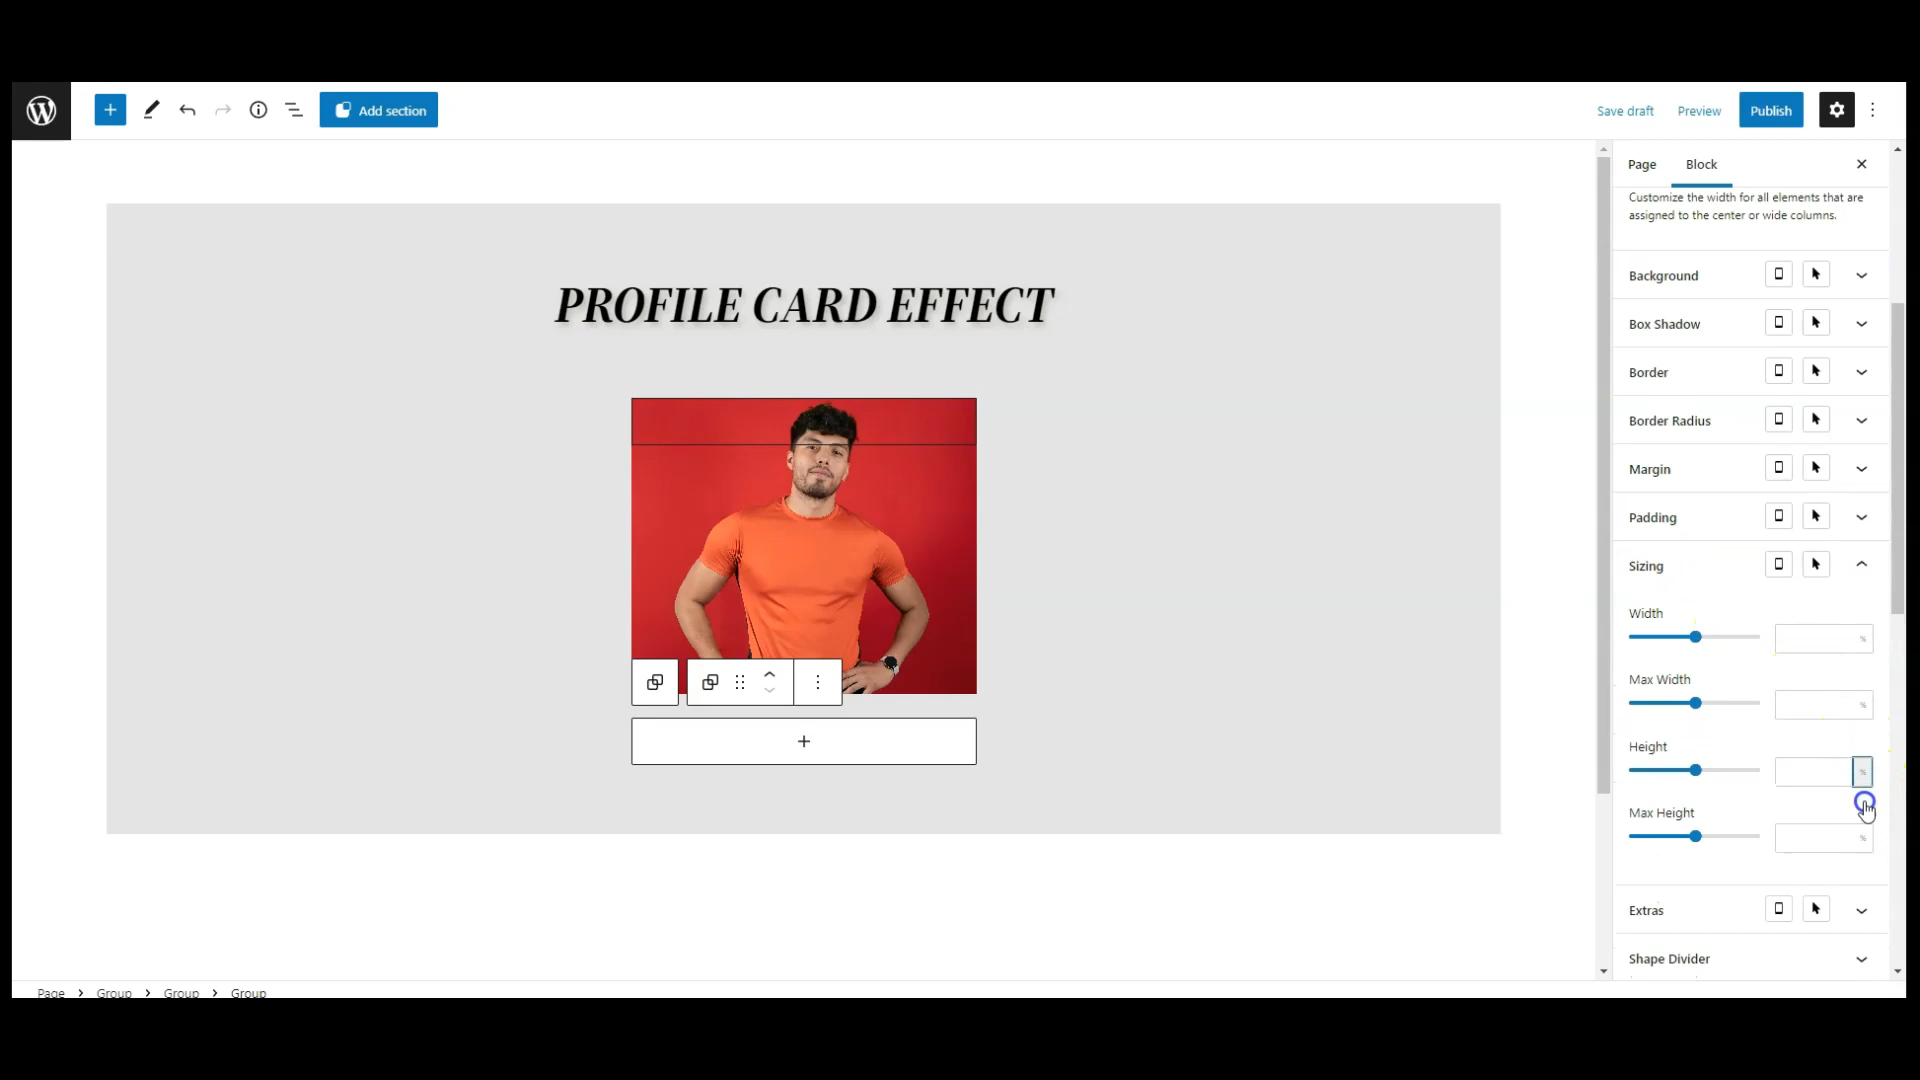 Add section
Save draft
Preview
Publish
Page
Block
Customize the width for all elements that are
assigned to the center or wide columns.
PROFILE CARD EFFECT
Background
Box Shadow
Border
Border Radius
Margin
Padding
Sizing
Width
%
Max Width
%
Height
%
Max Height
%
Extras
Shape Divider
Page > Group > Group > Group